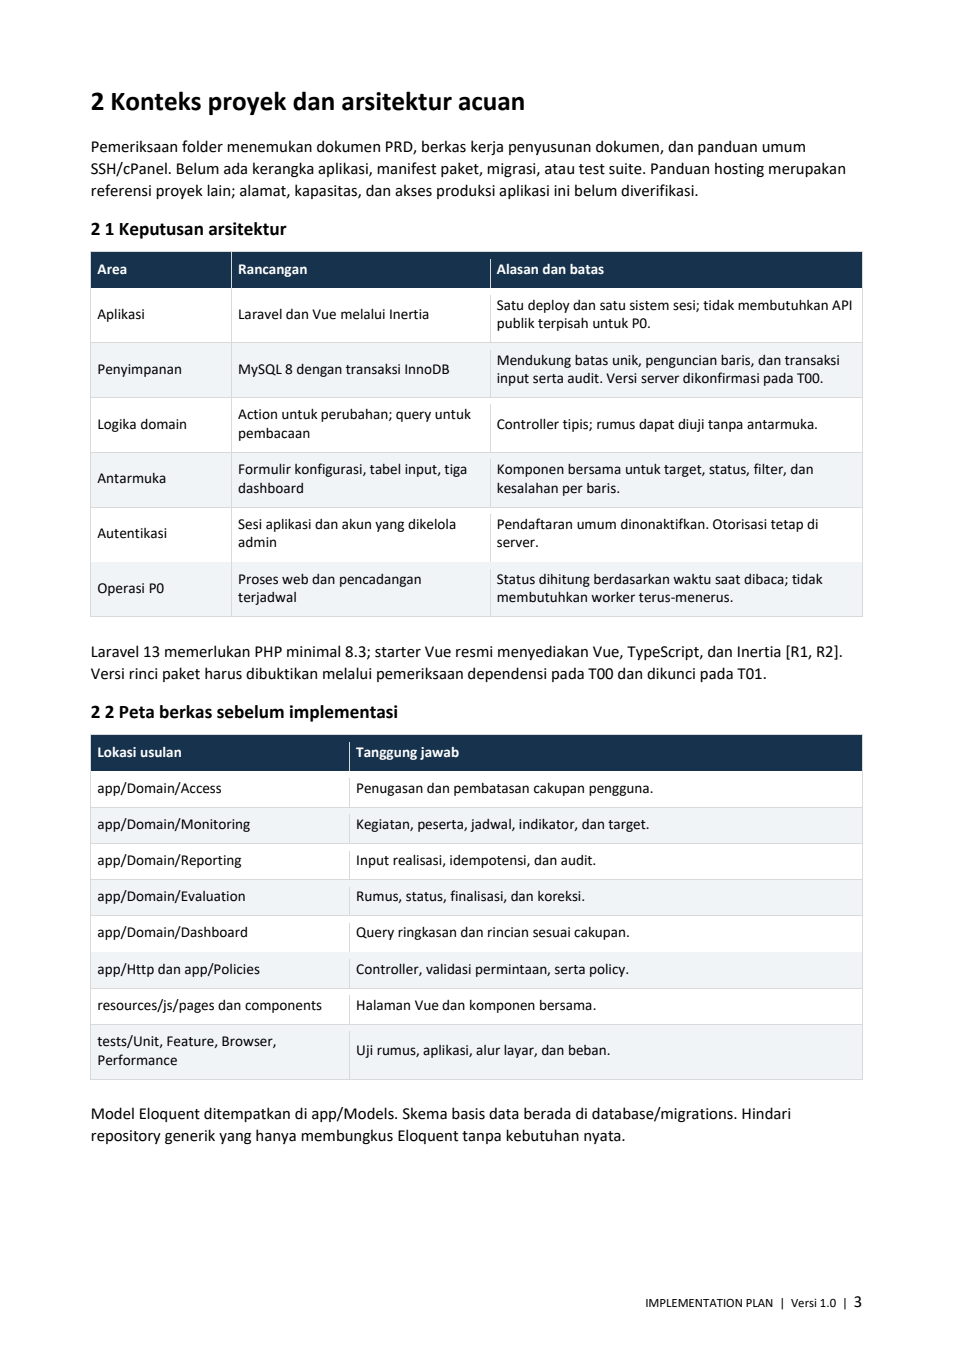 2 Konteks proyek dan arsitektur acuan
Pemeriksaan folder menemukan dokumen PRD, berkas kerja penyusunan dokumen, dan panduan umum
SSH/cPanel. Belum ada kerangka aplikasi, manifest paket, migrasi, atau test suite. Panduan hosting merupakan
referensi proyek lain; alamat, kapasitas, dan akses produksi aplikasi ini belum diverifikasi.
2 1 Keputusan arsitektur
Area Rancangan Alasan dan batas
Aplikasi
Laravel dan Vue melalui Inertia
Satu deploy dan satu sistem sesi; tidak membutuhkan API
publik terpisah untuk P0.
Penyimpanan
MySQL 8 dengan transaksi InnoDB
Mendukung batas unik, penguncian baris, dan transaksi
input serta audit. Versi server dikonfirmasi pada T00.
Logika domain
Action untuk perubahan; query untuk
pembacaan
Controller tipis; rumus dapat diuji tanpa antarmuka.
Antarmuka
Formulir konfigurasi, tabel input, tiga
dashboard
Komponen bersama untuk target, status, filter, dan
kesalahan per baris.
Autentikasi
Sesi aplikasi dan akun yang dikelola
admin
Pendaftaran umum dinonaktifkan. Otorisasi tetap di
server.
Operasi P0
Proses web dan pencadangan
terjadwal
Status dihitung berdasarkan waktu saat dibaca; tidak
membutuhkan worker terus-menerus.
Laravel 13 memerlukan PHP minimal 8.3; starter Vue resmi menyediakan Vue, TypeScript, dan Inertia [R1, R2].
Versi rinci paket harus dibuktikan melalui pemeriksaan dependensi pada T00 dan dikunci pada T01.
2 2 Peta berkas sebelum implementasi
Lokasi usulan Tanggung jawab
app/Domain/Access Penugasan dan pembatasan cakupan pengguna.
app/Domain/Monitoring Kegiatan, peserta, jadwal, indikator, dan target.
app/Domain/Reporting Input realisasi, idempotensi, dan audit.
app/Domain/Evaluation Rumus, status, finalisasi, dan koreksi.
app/Domain/Dashboard Query ringkasan dan rincian sesuai cakupan.
app/Http dan app/Policies Controller, validasi permintaan, serta policy.
resources/js/pages dan components Halaman Vue dan komponen bersama.
tests/Unit, Feature, Browser,
Performance
Uji rumus, aplikasi, alur layar, dan beban.
Model Eloquent ditempatkan di app/Models. Skema basis data berada di database/migrations. Hindari
repository generik yang hanya membungkus Eloquent tanpa kebutuhan nyata.
IMPLEMENTATION PLAN | Versi 1.0 | 3